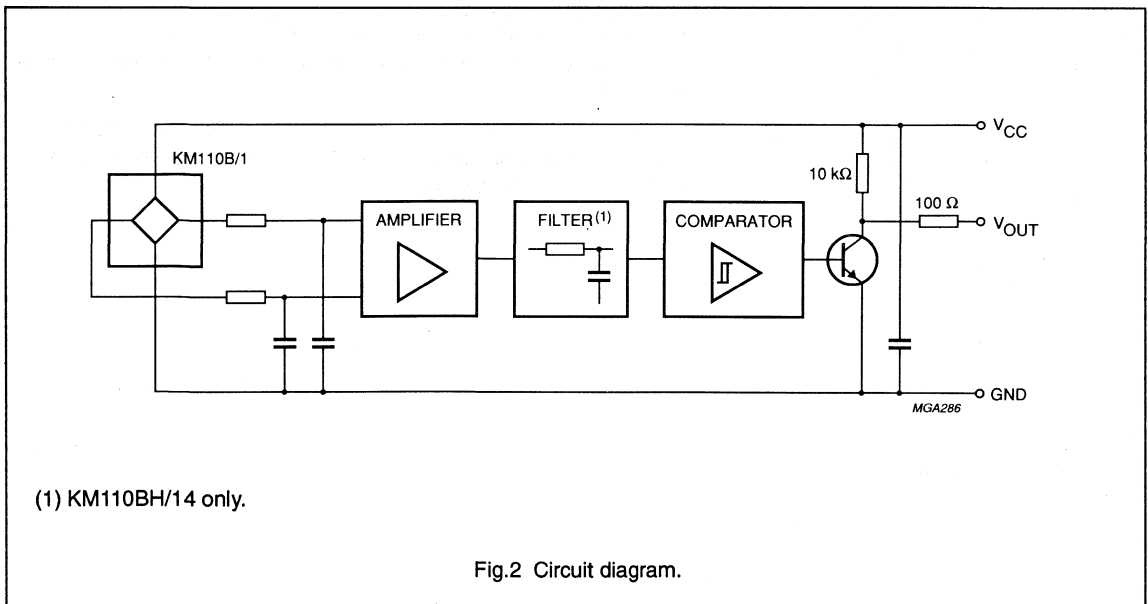 V_CC
KM110B/1
10 kΩ
100 Ω
V_OUT
AMPLIFIER
FILTER(1)
COMPARATOR
GND
MGA286
(1) KM110BH/14 only.
Fig.2 Circuit diagram.